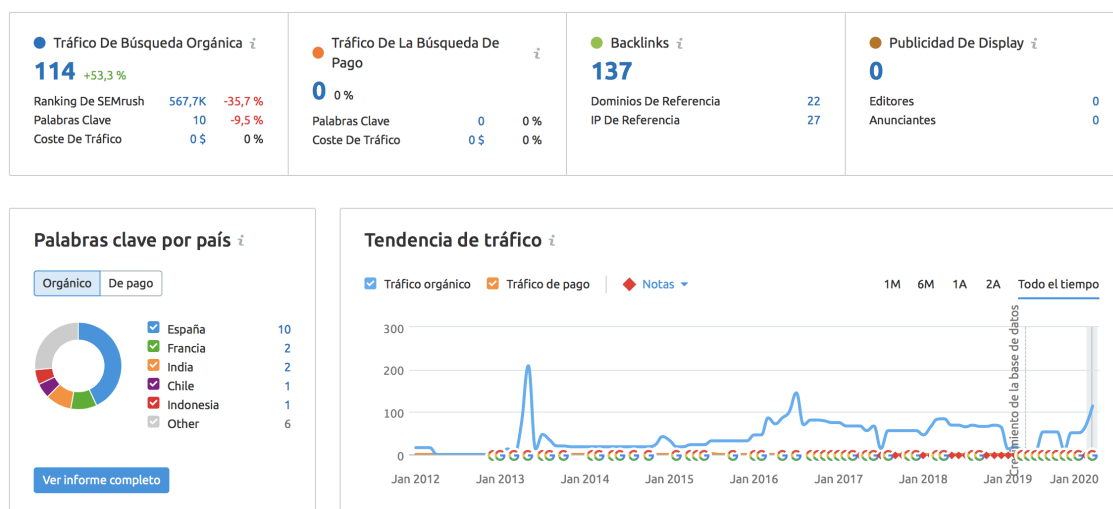 Tráfico De Búsqueda Orgánica i
114 +53,3 %
Ranking De SEMrush 567,7K -35,7 %
Palabras Clave 10 -9,5 %
Coste De Tráfico 0 $ 0 %
Tráfico De La Búsqueda De
Pago i
0 0 %
Palabras Clave 0 0 %
Coste De Tráfico 0 $ 0 %
Backlinks i
137
Dominios De Referencia 22
IP De Referencia 27
Publicidad De Display i
0
Editores 0
Anunciantes 0
Palabras clave por país i
Orgánico De pago
España 10
Francia 2
India 2
Chile 1
Indonesia 1
Other 6
Ver informe completo
Tendencia de tráfico i
Tráfico orgánico Tráfico de pago Notas
1M 6M 1A 2A Todo el tiempo
300
200
100
0
Jan 2012 Jan 2013 Jan 2014 Jan 2015 Jan 2016 Jan 2017 Jan 2018 Jan 2019 Jan 2020